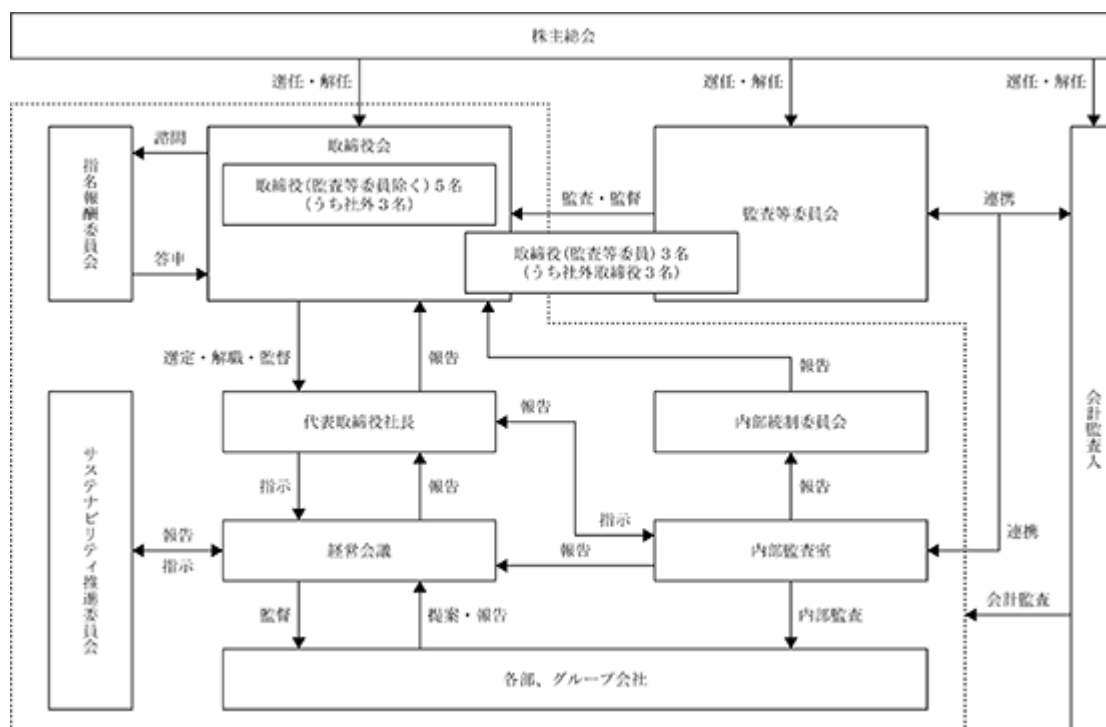 株主総会
選任・解任
選任・解任
選任・解任
諮問
取締役会
取締役(監査等委員除く)5名
(うち社外3名)
指名報酬委員会
答申
監査・監督
監査等委員会
連携
取締役(監査等委員)3名
(うち社外取締役3名)
選定・解職・監督
報告
報告
代表取締役社長
報告
内部統制委員会
会計監査人
サステナビリティ推進委員会
指示
報告
報告
報告
指示
経営会議
報告
指示
内部監査室
連携
監督
提案・報告
内部監査
会計監査
各部、グループ会社